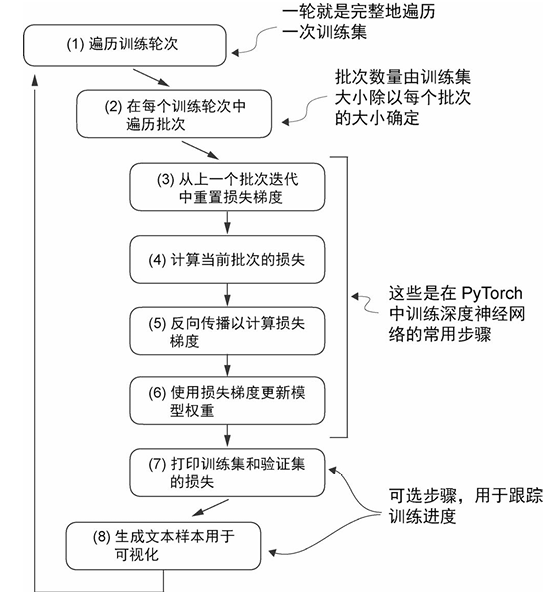 一轮就是完整地遍历
一次训练集
(1) 遍历训练轮次
批次数量由训练集
大小除以每个批次
的大小确定
(2) 在每个训练轮次中
遍历批次
(3) 从上一个批次迭代
中重置损失梯度
(4) 计算当前批次的损失
这些是在 PyTorch
中训练深度神经网
络的常用步骤
(5) 反向传播以计算损失
梯度
(6) 使用损失梯度更新模
型权重
(7) 打印训练集和验证集
的损失
可选步骤，用于跟踪
训练进度
(8) 生成文本样本用于
可视化